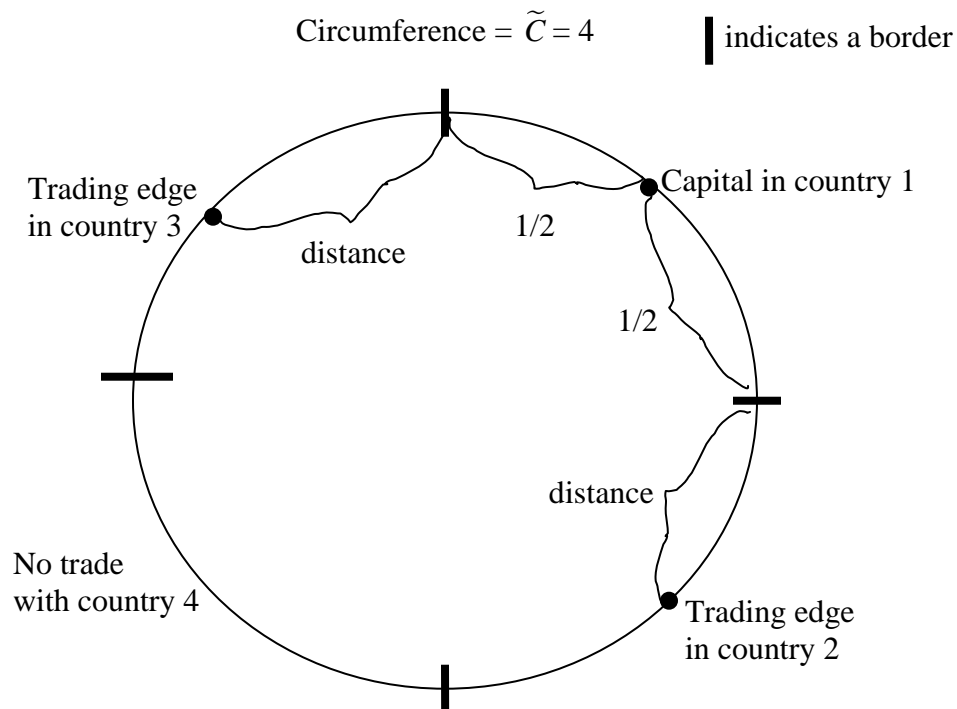 Circumference = C̃ = 4
indicates a border
Trading edge
in country 3
Capital in country 1
distance
1/2
1/2
distance
No trade
with country 4
Trading edge
in country 2